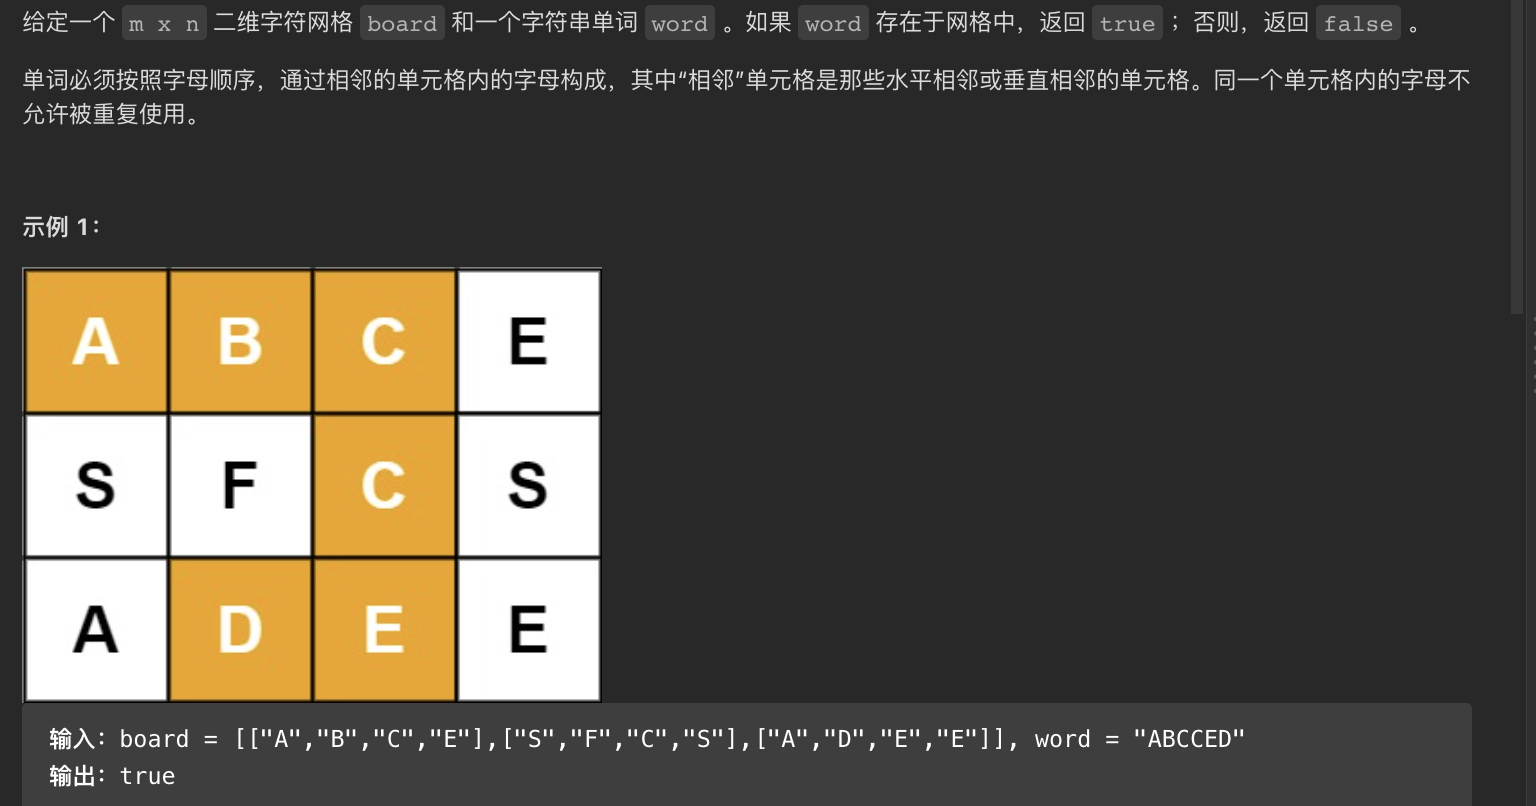 给定一个 m x n 二维字符网格 board 和一个字符串单词 word 。如果 word 存在于网格中，返回 true ；否则，返回 false 。
单词必须按照字母顺序，通过相邻的单元格内的字母构成，其中“相邻”单元格是那些水平相邻或垂直相邻的单元格。同一个单元格内的字母不
允许被重复使用。
示例 1：
A B C E
S F C S
A D E E
输入：board = [["A","B","C","E"],["S","F","C","S"],["A","D","E","E"]], word = "ABCCED"
输出：true